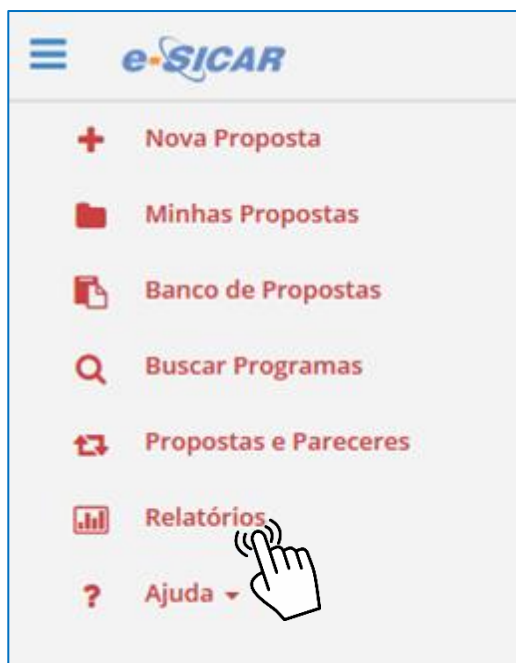 e-SICAR
Nova Proposta
Minhas Propostas
Banco de Propostas
Buscar Programas
Propostas e Pareceres
Relatórios
? Ajuda